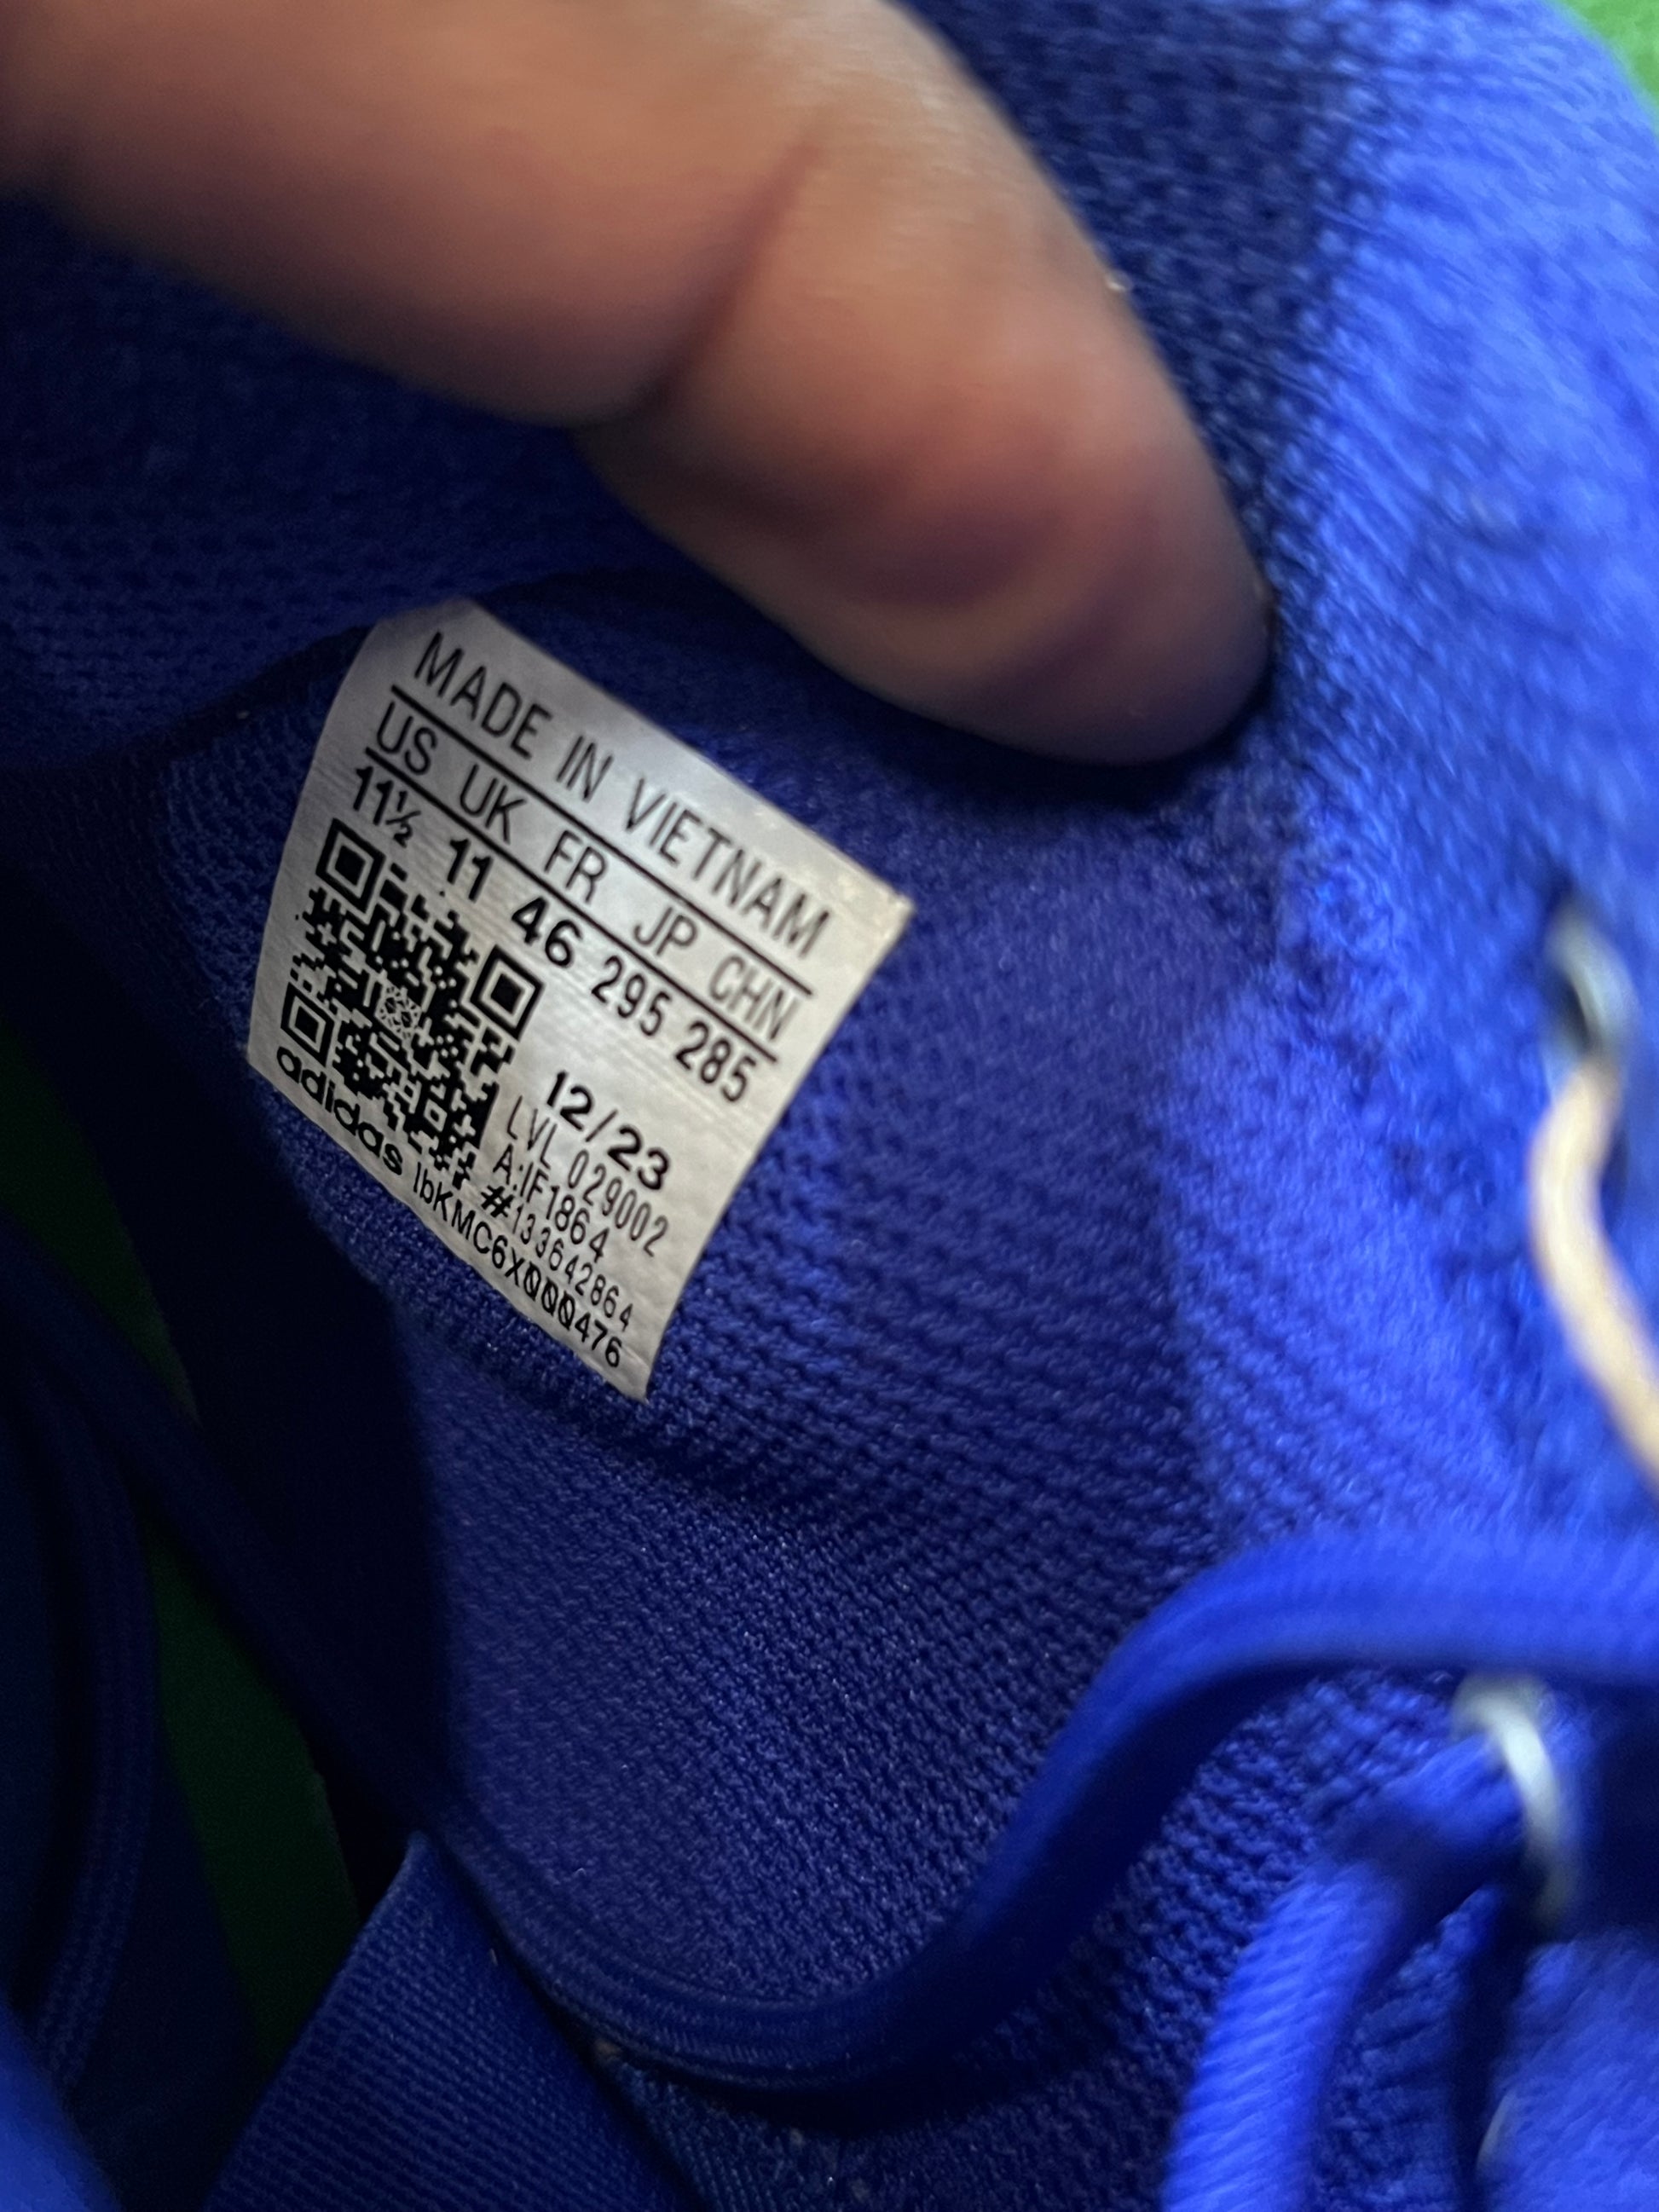 MADE IN VIETNAM
US UK FR JP CHN
11½ 11 46 295 285
12/23
LVL 029002
A:IF1864
#133642864
adidas IbKMC6X000476